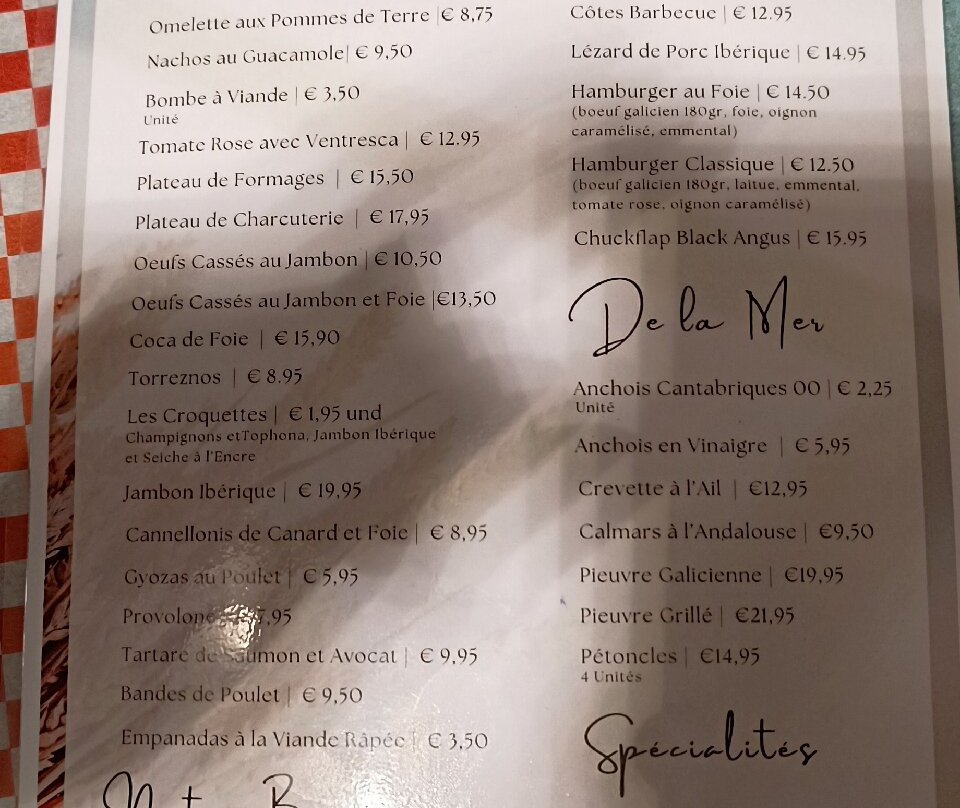 Omelette aux Pommes de Terre |€ 8,75
Nachos au Guacamole| € 9,50
Bombe à Viande | € 3,50
Unité
Tomate Rose avec Ventresca | € 12.95
Plateau de Formages | € 15,50
Plateau de Charcuterie | € 17,95
Oeufs Cassés au Jambon | € 10,50
Oeufs Cassés au Jambon et Foie |€13,50
Coca de Foie | € 15,90
Torreznos | € 8.95
Les Croquettes | € 1,95 und
Champignons etTophona, Jambon Ibérique
et Seiche à l'Encre
Jambon Ibérique | € 19,95
Cannellonis de Canard et Foie | € 8,95
Gyozas au Poulet | € 5,95
Provolone 7,95
Tartare de Saumon et Avocat | € 9,95
Bandes de Poulet | € 9,50
Empanadas à la Viande Râpée | € 3,50
Côtes Barbecue | € 12.95
Lézard de Porc Ibérique | € 14.95
Hamburger au Foie | € 14.50
(boeuf galicien 180gr, foie, oignon
caramélisé, emmental)
Hamburger Classique | € 12.50
(boeuf galicien 180gr, laitue, emmental,
tomate rose, oignon caramélisé)
Chuckflap Black Angus | € 15.95
De la Mer
Anchois Cantabriques OO | € 2,25
Unité
Anchois en Vinaigre | € 5,95
Crevette à l'Ail | €12,95
Calmars à l'Andalouse | €9,50
Pieuvre Galicienne | €19,95
Pieuvre Grillé | €21,95
Pétoncles | €14,95
4 Unités
Spécialités